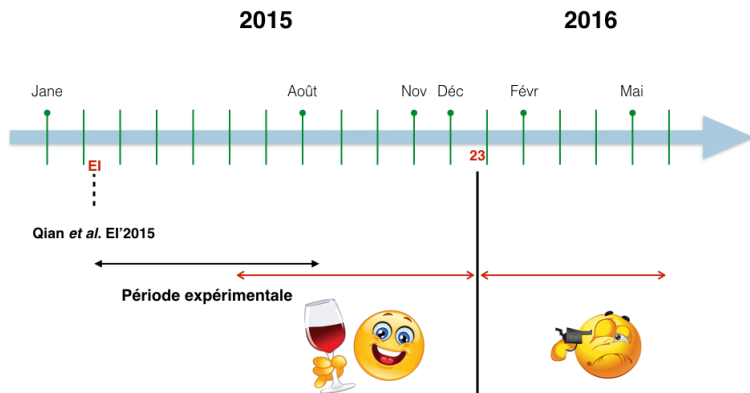 2015 2016
Jane Août Nov Déc Févr Mai
EI 23
Qian et al. EI'2015
Période expérimentale